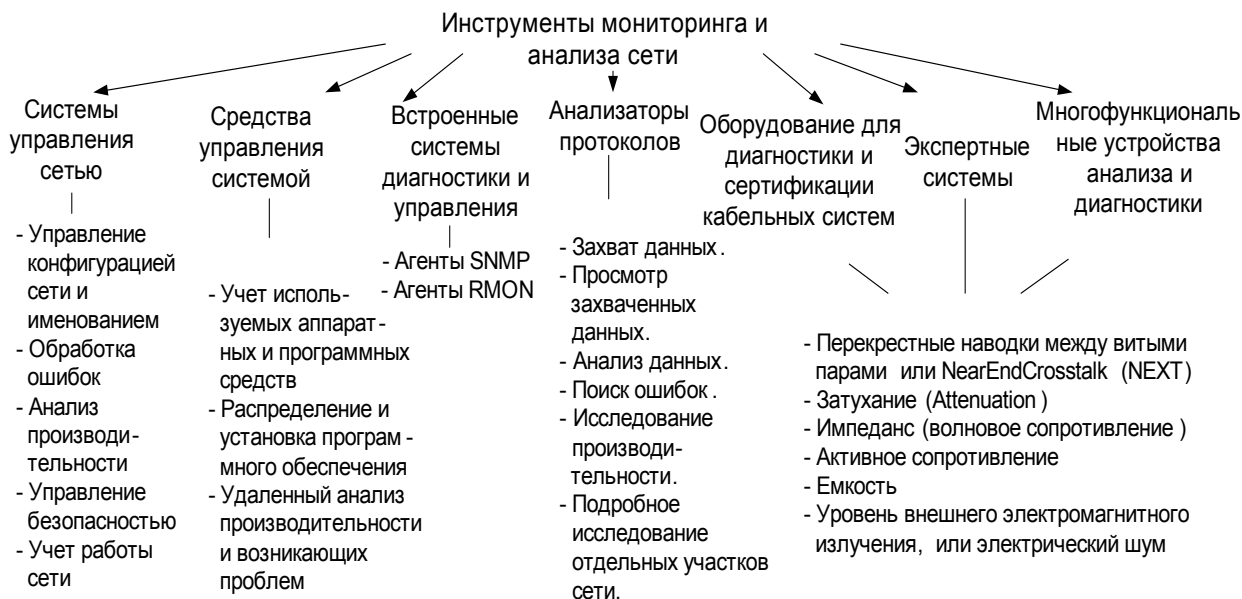 Инструменты мониторинга и
анализа сети
Системы
управления
сетью
- Управление
конфигурацией
сети и
именованием
- Обработка
ошибок
- Анализ
производи-
тельности
- Управление
безопасностью
- Учет работы
сети
Средства
управления
системой
- Учет исполь-
зуемых аппарат-
ных и программных
средств
- Распределение и
установка програм -
много обеспечения
- Удаленный анализ
производительности
и возникающих
проблем
Встроенные
системы
диагностики и
управления
- Агенты SNMP
- Агенты RMON
Анализаторы
протоколов
- Захват данных .
- Просмотр
захваченных
данных.
- Анализ данных.
- Поиск ошибок .
- Исследование
производи-
тельности.
- Подробное
исследование
отдельных участков
сети.
Оборудование для
диагностики и
сертификации
кабельных систем
Экспертные
системы
Многофункциональ
ные устройства
анализа и
диагностики
- Перекрестные наводки между витыми
парами или NearEndCrosstalk (NEXT)
- Затухание (Attenuation )
- Импеданс (волновое сопротивление )
- Активное сопротивление
- Емкость
- Уровень внешнего электромагнитного
излучения, или электрический шум